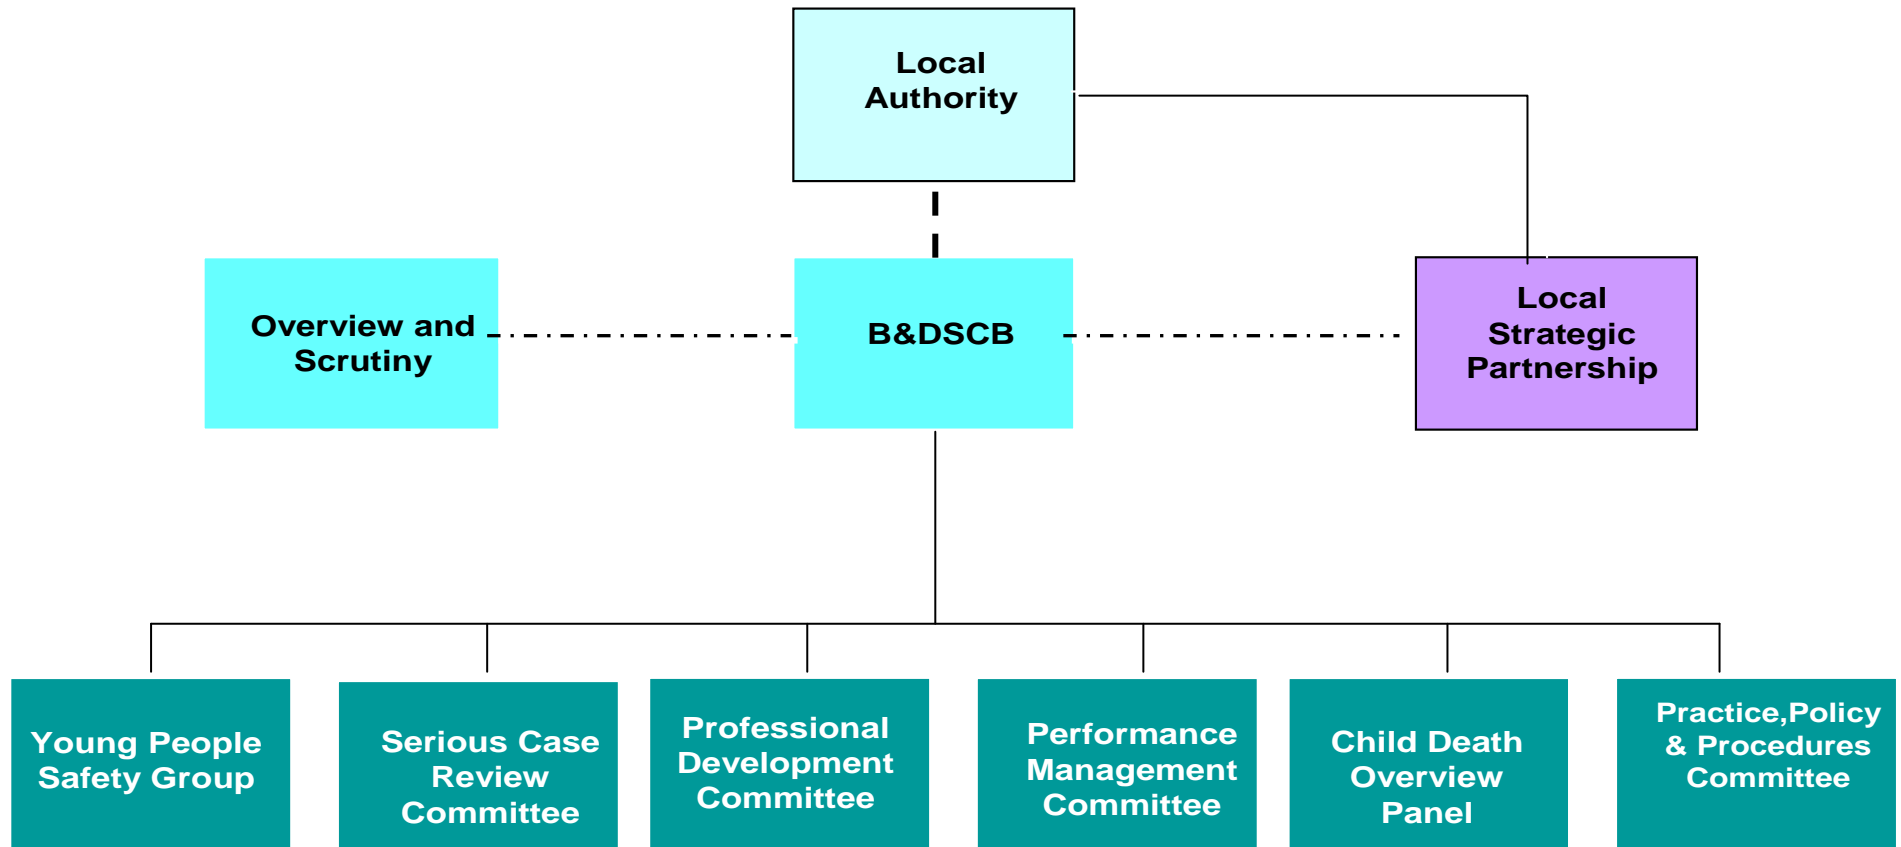 Local
Authority
Overview and
Scrutiny
B&DSCB
Local
Strategic
Partnership
Young People
Safety Group
Serious Case
Review
Committee
Professional
Development
Committee
Performance
Management
Committee
Child Death
Overview
Panel
Practice,Policy
& Procedures
Committee